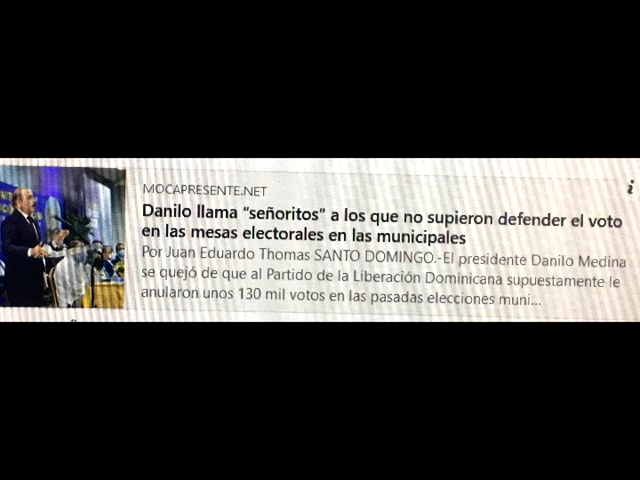 MOCAPRESENTE.NET
Danilo llama “señoritos” a los que no supieron defender el voto
en las mesas electorales en las municipales
Por Juan Eduardo Thomas SANTO DOMINGO.-El presidente Danilo Medina
se quejó de que al Partido de la Liberación Dominicana supuestamente le
anularon unos 130 mil votos en las pasadas elecciones muni...